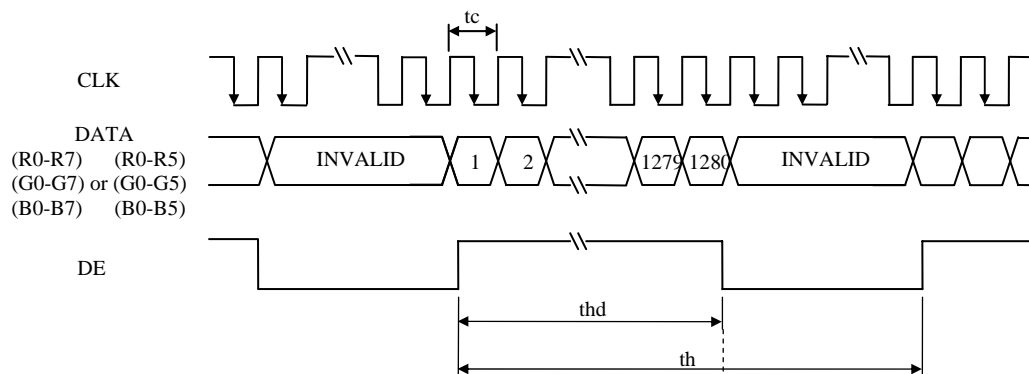 tc
CLK
DATA
(R0-R7) (R0-R5)
(G0-G7) or (G0-G5)
(B0-B7) (B0-B5)
INVALID 1 2 1279 1280 INVALID
DE
thd
th